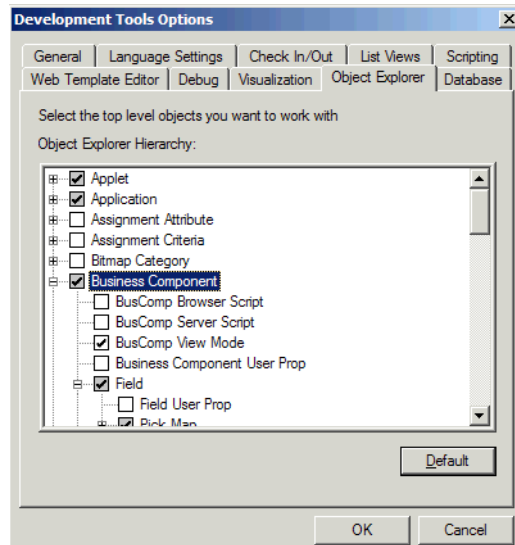 Development Tools Options
General Language Settings Check In/Out List Views Scripting
Web Template Editor Debug Visualization Object Explorer Database
Select the top level objects you want to work with
Object Explorer Hierarchy:
Applet
Application
Assignment Attribute
Assignment Criteria
Bitmap Category
Business Component
BusComp Browser Script
BusComp Server Script
BusComp View Mode
Business Component User Prop
Field
Field User Prop
Pick Map
Default
OK Cancel